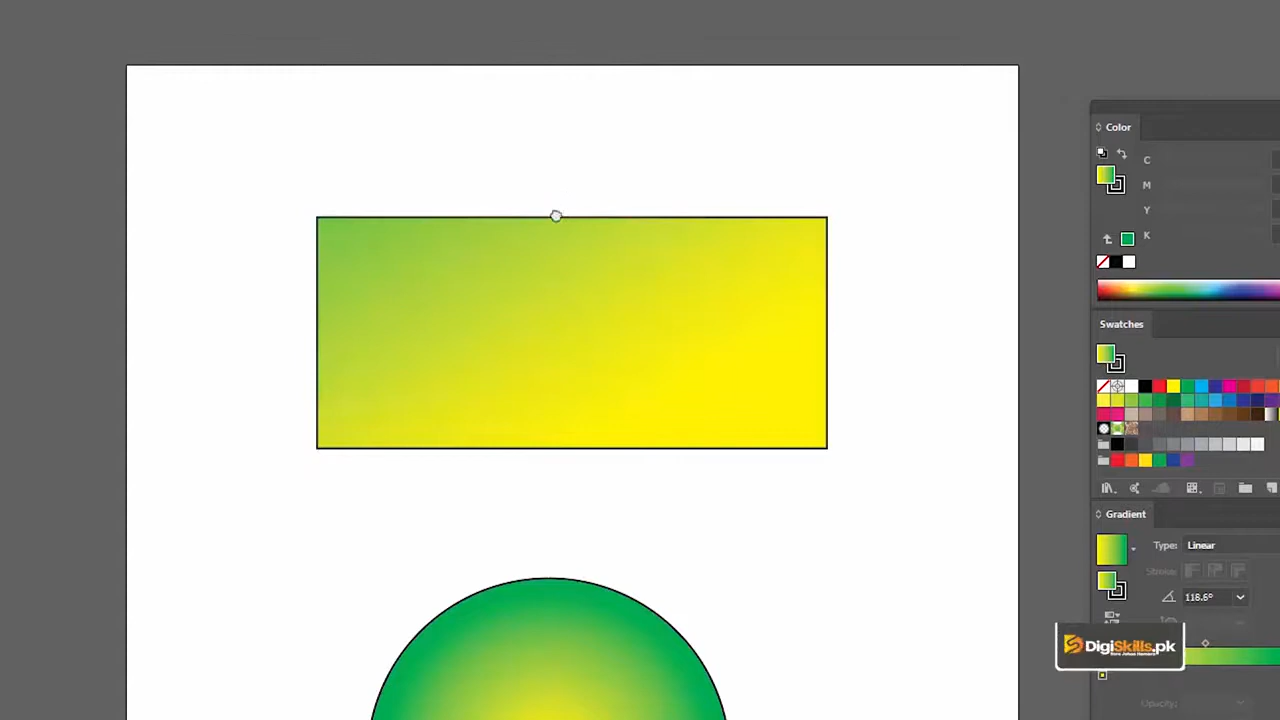 Color
C
M
Y
K
Swatches
Gradient
Type: Linear
Stroke:
118.6°
DigiSkills.pk
Opacity: